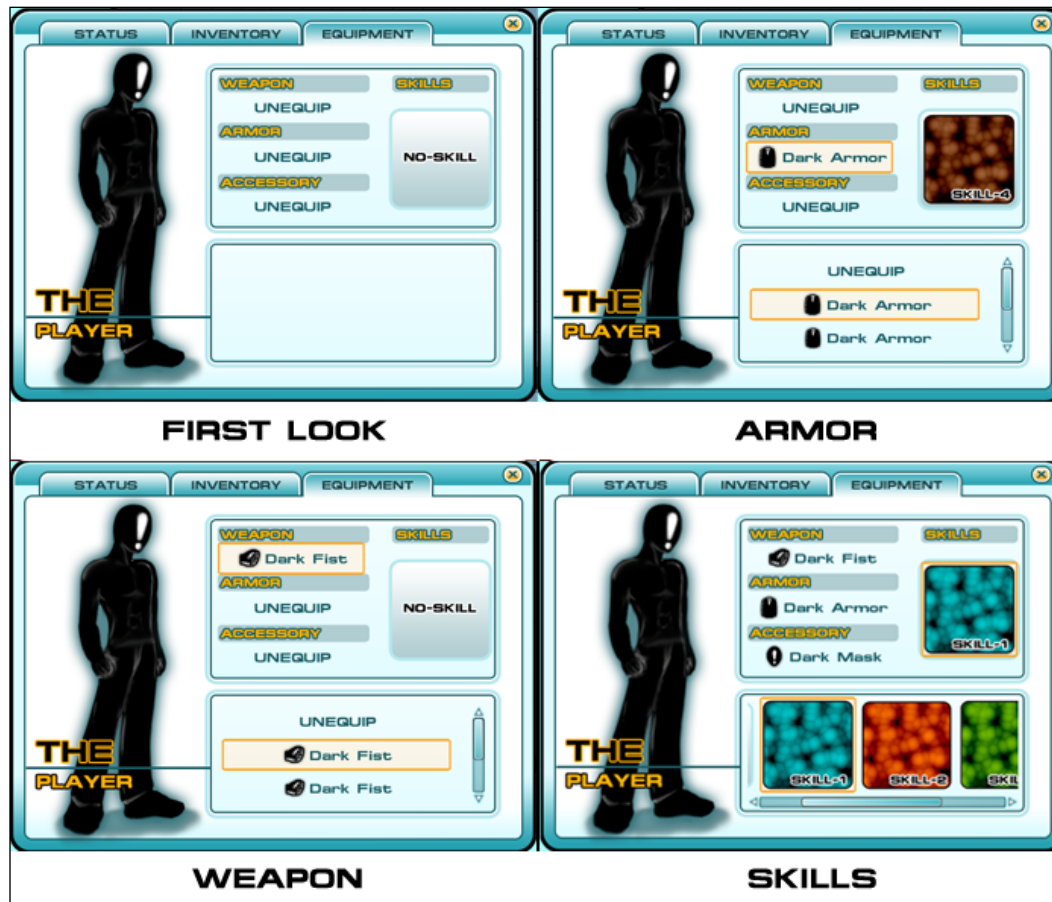 STATUS INVENTORY EQUIPMENT
WEAPON SKILLS
UNEQUIP
ARMOR
UNEQUIP NO-SKILL
ACCESSORY
UNEQUIP
THE
PLAYER
FIRST LOOK
STATUS INVENTORY EQUIPMENT
WEAPON SKILLS
UNEQUIP
ARMOR
Dark Armor
ACCESSORY SKILL-4
UNEQUIP
UNEQUIP
Dark Armor
Dark Armor
THE
PLAYER
ARMOR
STATUS INVENTORY EQUIPMENT
WEAPON SKILLS
Dark Fist
ARMOR
UNEQUIP NO-SKILL
ACCESSORY
UNEQUIP
UNEQUIP
Dark Fist
Dark Fist
THE
PLAYER
WEAPON
STATUS INVENTORY EQUIPMENT
WEAPON SKILLS
Dark Fist
ARMOR
Dark Armor
ACCESSORY SKILL-1
Dark Mask
SKILL-1 SKILL-2 SKIL
THE
PLAYER
SKILLS